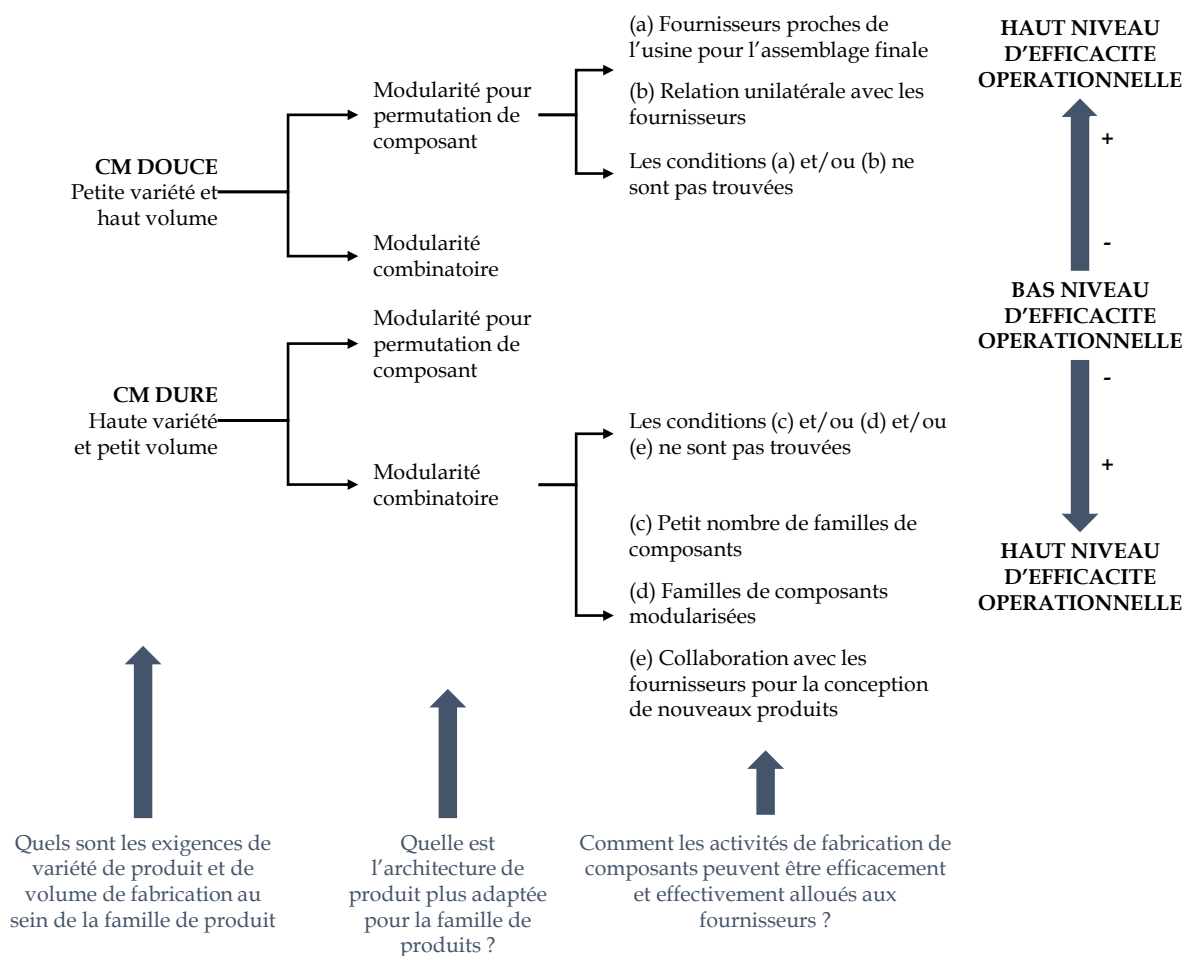 (a) Fournisseurs proches de
l’usine pour l’assemblage finale
(b) Relation unilatérale avec les
fournisseurs
Les conditions (a) et/ou (b) ne
sont pas trouvées
Modularité pour
permutation de
composant
CM DOUCE
Petite variété et
haut volume
Modularité
combinatoire
Modularité pour
permutation de
composant
CM DURE
Haute variété
et petit volume
Modularité
combinatoire
Les conditions (c) et/ou (d) et/ou
(e) ne sont pas trouvées
(c) Petit nombre de familles de
composants
(d) Familles de composants
modularisées
(e) Collaboration avec les
fournisseurs pour la conception
de nouveaux produits
HAUT NIVEAU
D’EFFICACITE
OPERATIONNELLE
+
-
BAS NIVEAU
D’EFFICACITE
OPERATIONNELLE
-
+
HAUT NIVEAU
D’EFFICACITE
OPERATIONNELLE
Quels sont les exigences de
variété de produit et de
volume de fabrication au
sein de la famille de produit
Quelle est
l’architecture de
produit plus adaptée
pour la famille de
produits ?
Comment les activités de fabrication de
composants peuvent être efficacement
et effectivement alloués aux
fournisseurs ?